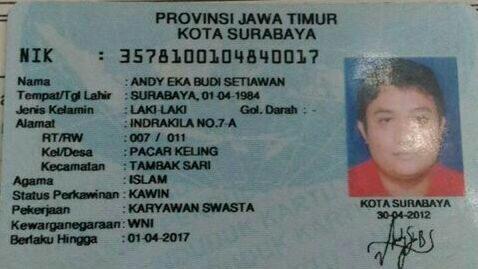 PROVINSI JAWA TIMUR
KOTA SURABAYA
NIK : 3578100104840017
Nama : ANDY EKA BUDI SETIAWAN
Tempat/Tgl Lahir : SURABAYA, 01-04-1984
Jenis Kelamin : LAKI-LAKI Gol. Darah : -
Alamat : INDRAKILA NO.7-A
RT/RW : 007 / 011
Kel/Desa : PACAR KELING
Kecamatan : TAMBAK SARI
Agama : ISLAM
Status Perkawinan : KAWIN
Pekerjaan : KARYAWAN SWASTA
Kewarganegaraan : WNI
Berlaku Hingga : 01-04-2017
KOTA SURABAYA
30-04-2012